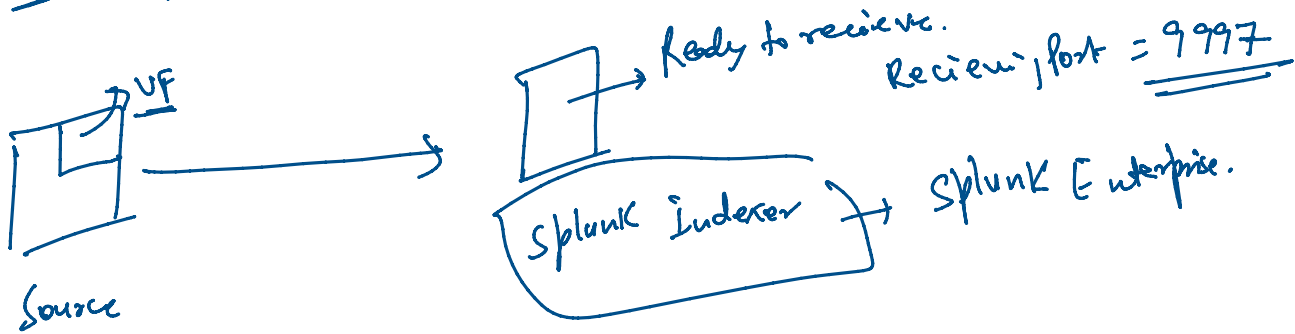 UF
Ready to recieve.
Recieving Port = 9997
Splunk Indexer
Splunk Enterprise.
Source